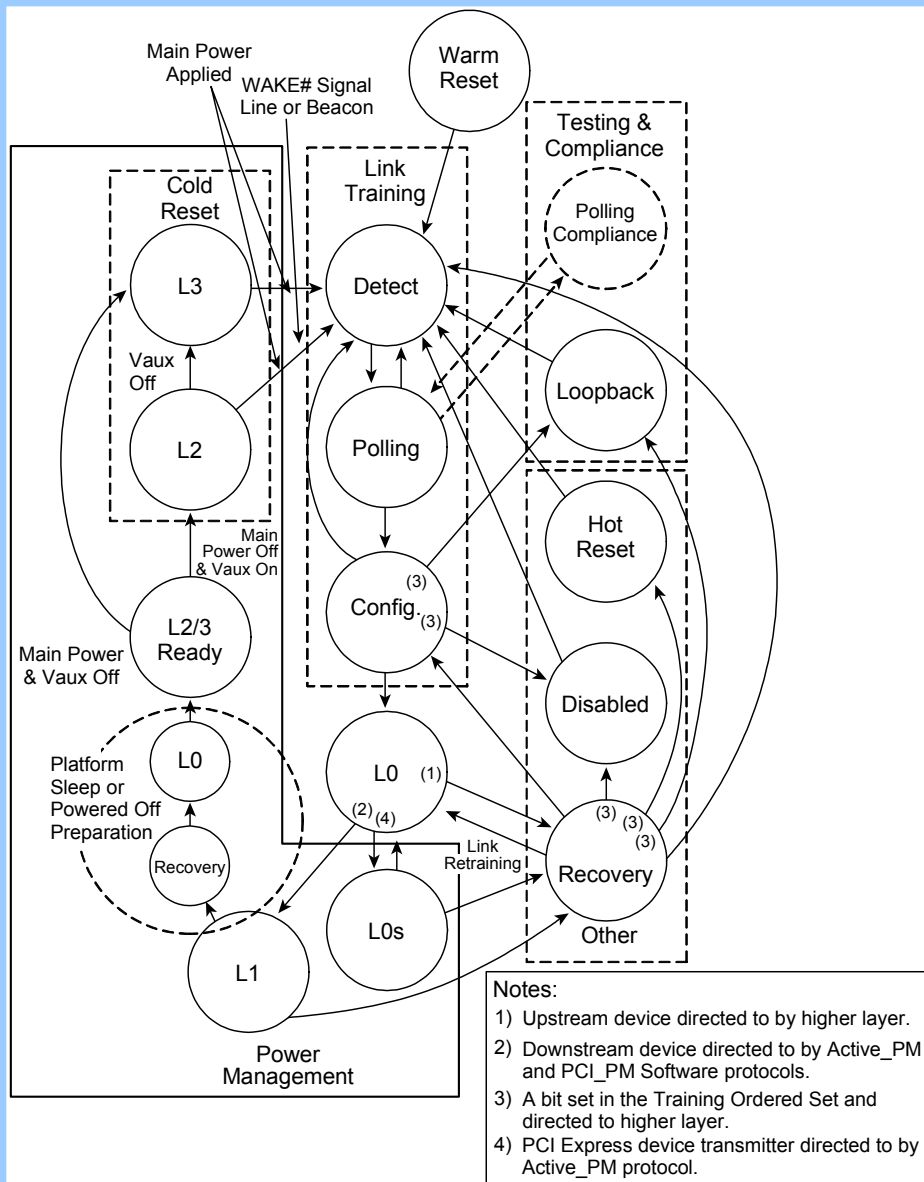 Main Power
Applied
WAKE# Signal
Line or Beacon
Warm
Reset
Testing &
Compliance
Polling
Compliance
Link
Training
Cold
Reset
L3
Detect
Vaux
Off
Loopback
L2
Polling
Main
Power Off
& Vaux On
Hot
Reset
(3)
Config.
(3)
L2/3
Ready
Main Power
& Vaux Off
Disabled
L0
Platform
Sleep or
Powered Off
Preparation
L0
(1)
(2)
(4)
Link
Retraining
(3)
(3)
(3)
Recovery
Recovery
L0s
Other
L1
Power
Management
Notes:
1) Upstream device directed to by higher layer.
2) Downstream device directed to by Active_PM
and PCI_PM Software protocols.
3) A bit set in the Training Ordered Set and
directed to higher layer.
4) PCI Express device transmitter directed to by
Active_PM protocol.